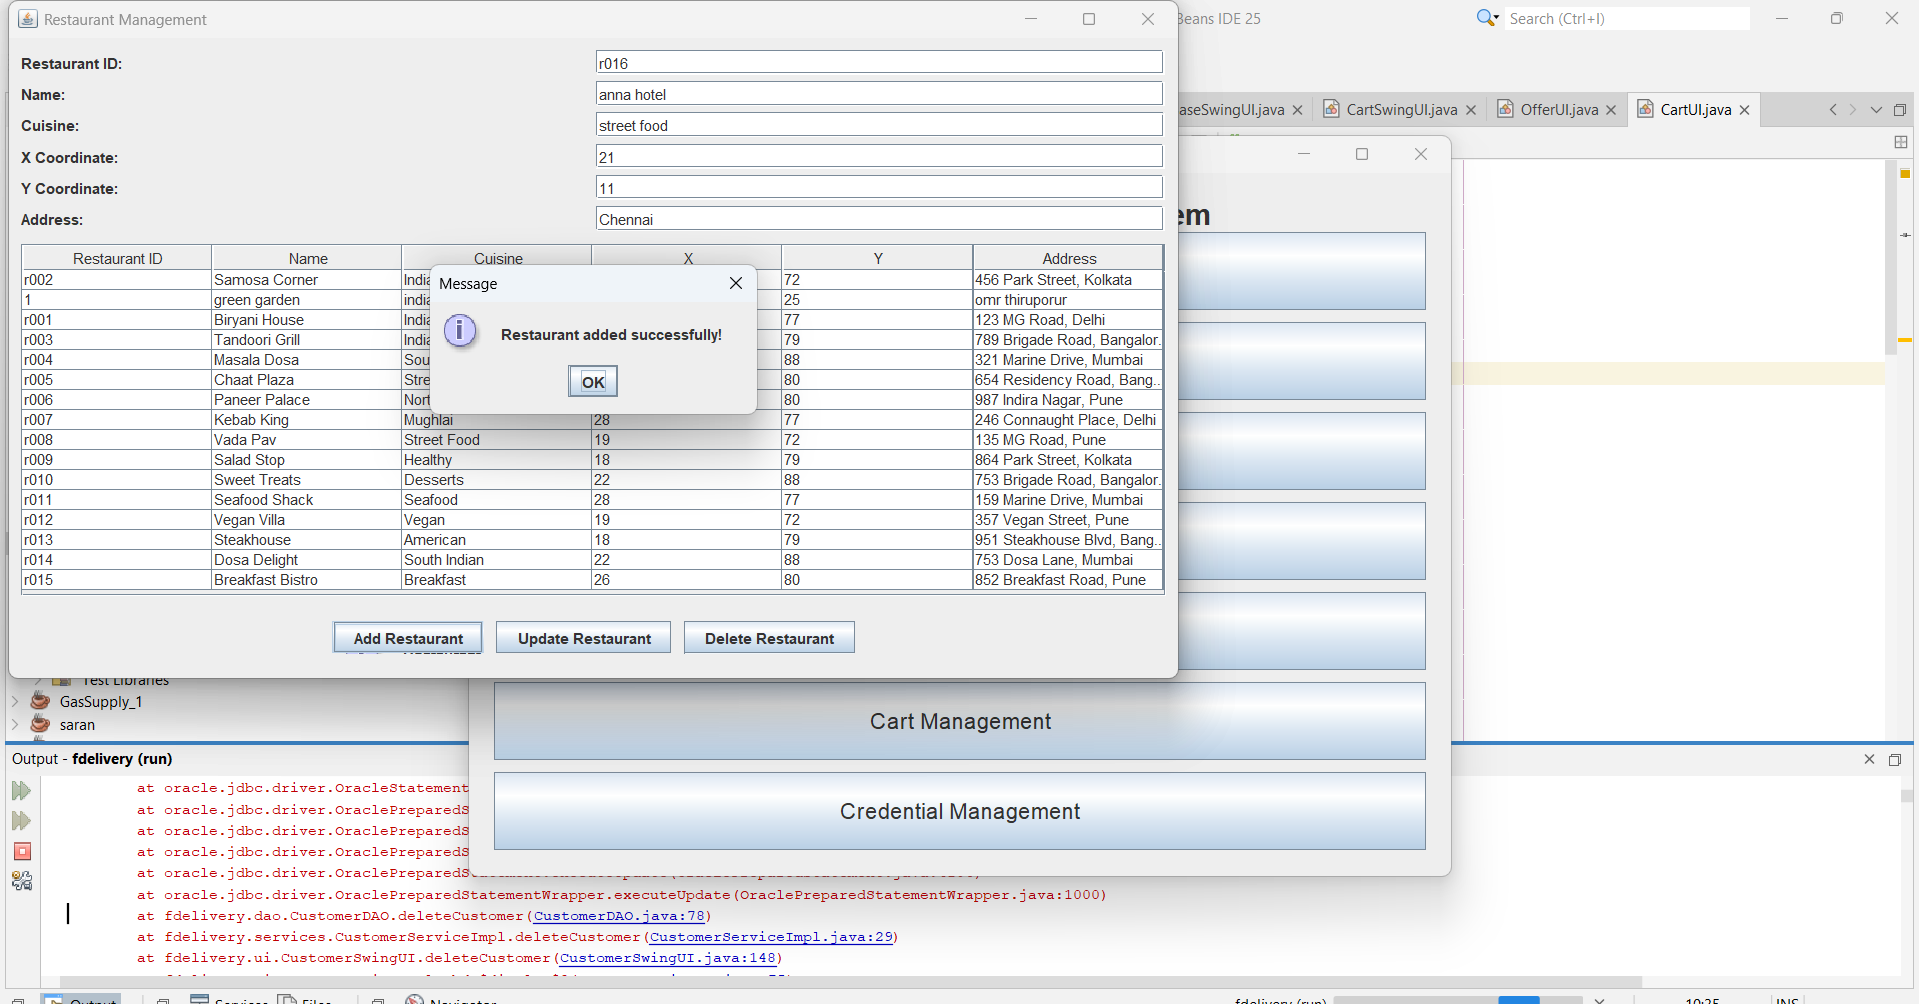 Restaurant Management
Beans IDE 25
Search (Ctrl+I)
Restaurant ID: r016
Name: anna hotel
Cuisine: street food
X Coordinate: 21
Y Coordinate: 11
Address: Chennai
aseSwingUI.java
CartSwingUI.java
OfferUI.java
CartUI.java
em
Restaurant ID Name Cuisine X Y Address
r002 Samosa Corner India 72 456 Park Street, Kolkata
1 green garden india 25 omr thiruporur
r001 Biryani House India 77 123 MG Road, Delhi
r003 Tandoori Grill India 79 789 Brigade Road, Bangalor.
r004 Masala Dosa Sou 88 321 Marine Drive, Mumbai
r005 Chaat Plaza Stre 80 654 Residency Road, Bang..
r006 Paneer Palace Nort 80 987 Indira Nagar, Pune
r007 Kebab King Mughlai 28 77 246 Connaught Place, Delhi
r008 Vada Pav Street Food 19 72 135 MG Road, Pune
r009 Salad Stop Healthy 18 79 864 Park Street, Kolkata
r010 Sweet Treats Desserts 22 88 753 Brigade Road, Bangalor.
r011 Seafood Shack Seafood 28 77 159 Marine Drive, Mumbai
r012 Vegan Villa Vegan 19 72 357 Vegan Street, Pune
r013 Steakhouse American 18 79 951 Steakhouse Blvd, Bang..
r014 Dosa Delight South Indian 22 88 753 Dosa Lane, Mumbai
r015 Breakfast Bistro Breakfast 26 80 852 Breakfast Road, Pune
Message
Restaurant added successfully!
OK
Add Restaurant Update Restaurant Delete Restaurant
Test Libraries
GasSupply_1
saran
Cart Management
Credential Management
Output - fdelivery (run)
at oracle.jdbc.driver.OracleStatement
at oracle.jdbc.driver.OraclePreparedS
at oracle.jdbc.driver.OraclePreparedS
at oracle.jdbc.driver.OraclePreparedS
at oracle.jdbc.driver.OraclePreparedS
at oracle.jdbc.driver.OraclePreparedStatementWrapper.executeUpdate(OraclePreparedStatementWrapper.java:1000)
at fdelivery.dao.CustomerDAO.deleteCustomer(CustomerDAO.java:78)
at fdelivery.services.CustomerServiceImpl.deleteCustomer(CustomerServiceImpl.java:29)
at fdelivery.ui.CustomerSwingUI.deleteCustomer(CustomerSwingUI.java:148)
Output Services Files Navigator fdelivery (run) 10:25 INS